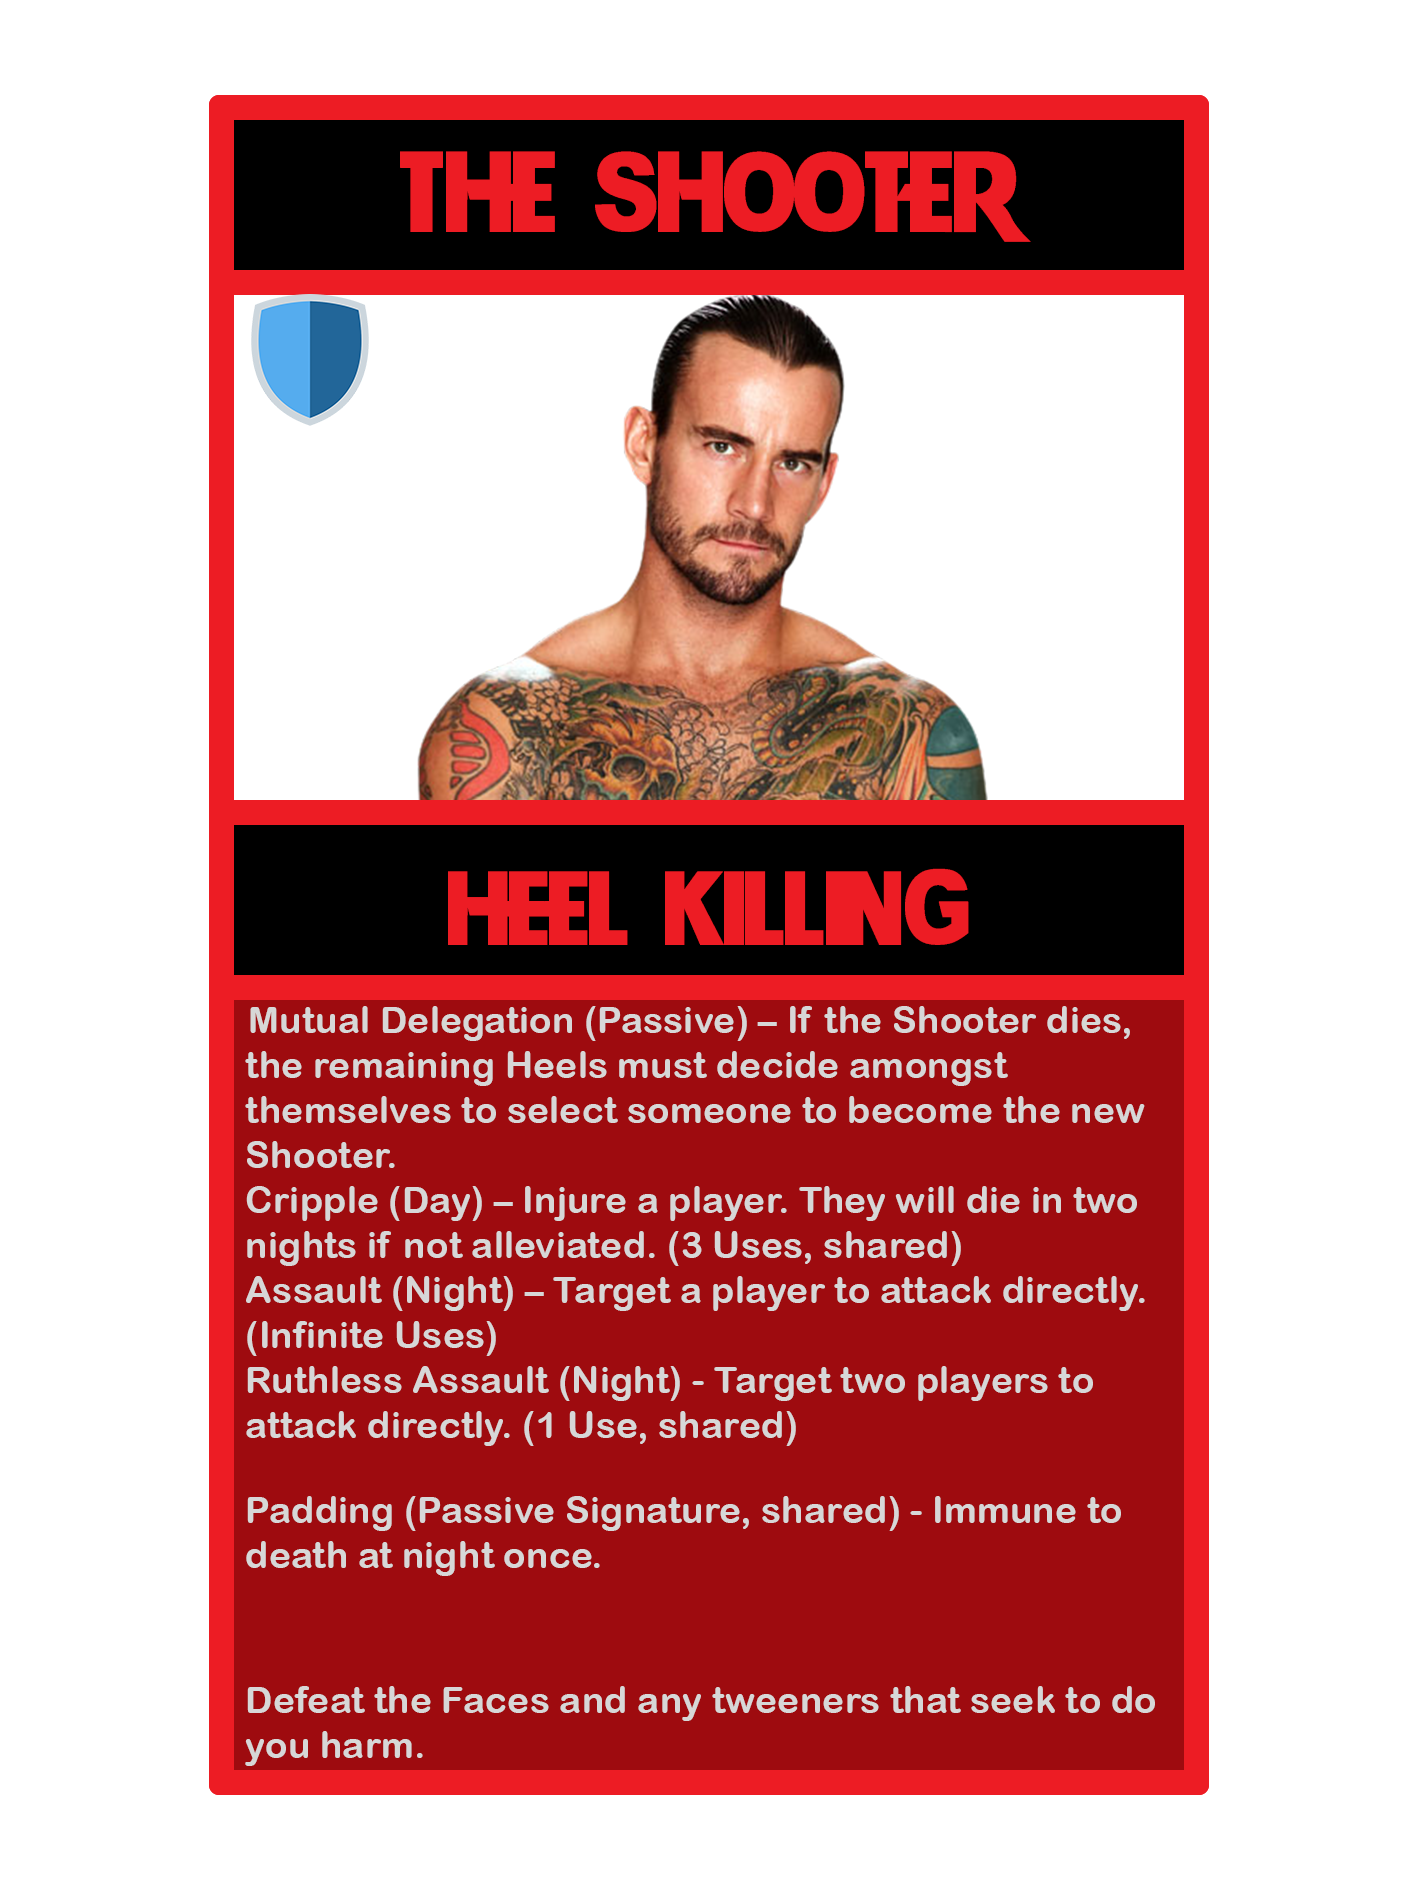 THE SHOOTER
HEEL KILLING
Mutual Delegation (Passive) – If the Shooter dies,
the remaining Heels must decide amongst
themselves to select someone to become the new
Shooter.
Cripple (Day) – Injure a player. They will die in two
nights if not alleviated. (3 Uses, shared)
Assault (Night) – Target a player to attack directly.
(Infinite Uses)
Ruthless Assault (Night) - Target two players to
attack directly. (1 Use, shared)
Padding (Passive Signature, shared) - Immune to
death at night once.
Defeat the Faces and any tweeners that seek to do
you harm.